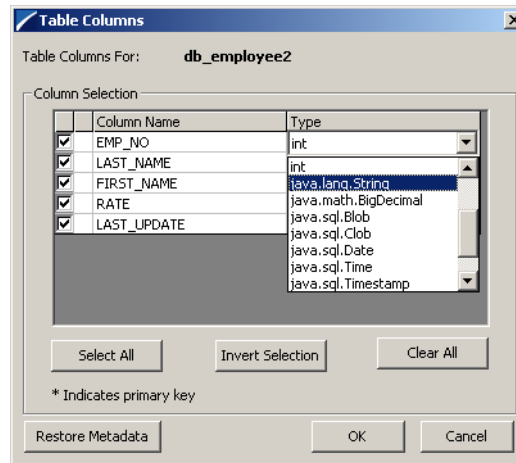 Table Columns
Table Columns For: db_employee2
Column Selection
Column Name Type
EMP_NO int
LAST_NAME int
FIRST_NAME java.lang.String
RATE java.math.BigDecimal
LAST_UPDATE java.sql.Blob
java.sql.Clob
java.sql.Date
java.sql.Time
java.sql.Timestamp
Select All Invert Selection Clear All
* Indicates primary key
Restore Metadata OK Cancel